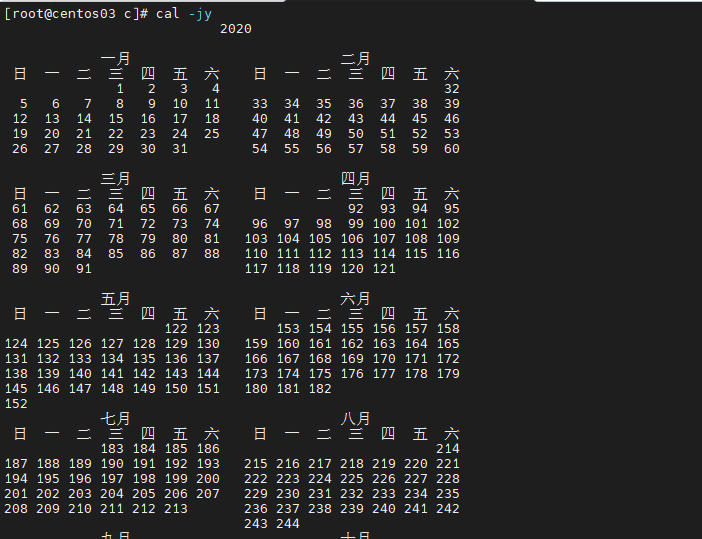 [root@centos03 c]# cal -jy
2020
一月 二月
日 一 二 三 四 五 六 日 一 二 三 四 五 六
1 2 3 4 32
5 6 7 8 9 10 11 33 34 35 36 37 38 39
12 13 14 15 16 17 18 40 41 42 43 44 45 46
19 20 21 22 23 24 25 47 48 49 50 51 52 53
26 27 28 29 30 31 54 55 56 57 58 59 60
三月 四月
日 一 二 三 四 五 六 日 一 二 三 四 五 六
61 62 63 64 65 66 67 92 93 94 95
68 69 70 71 72 73 74 96 97 98 99 100 101 102
75 76 77 78 79 80 81 103 104 105 106 107 108 109
82 83 84 85 86 87 88 110 111 112 113 114 115 116
89 90 91 117 118 119 120 121
五月 六月
日 一 二 三 四 五 六 日 一 二 三 四 五 六
122 123 153 154 155 156 157 158
124 125 126 127 128 129 130 159 160 161 162 163 164 165
131 132 133 134 135 136 137 166 167 168 169 170 171 172
138 139 140 141 142 143 144 173 174 175 176 177 178 179
145 146 147 148 149 150 151 180 181 182
152
七月 八月
日 一 二 三 四 五 六 日 一 二 三 四 五 六
183 184 185 186 214
187 188 189 190 191 192 193 215 216 217 218 219 220 221
194 195 196 197 198 199 200 222 223 224 225 226 227 228
201 202 203 204 205 206 207 229 230 231 232 233 234 235
208 209 210 211 212 213 236 237 238 239 240 241 242
243 244
九月 十月